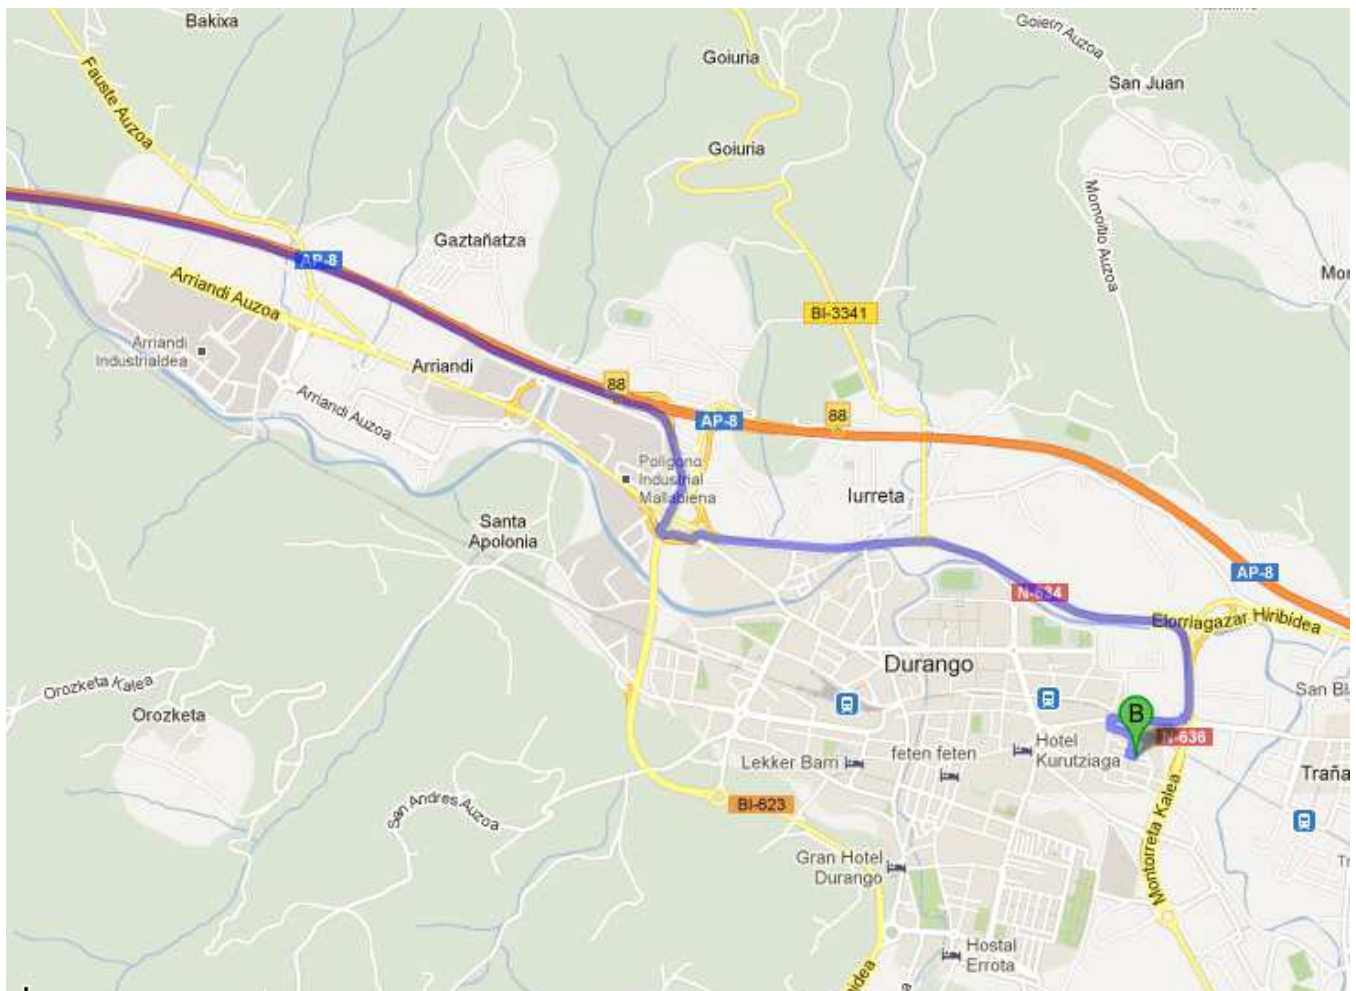 Bakixa
Goierri Auzoa
Goiuria
San Juan
Fauste Auzoa
Goiuria
Momoitio Auzoa
Gaztañatza
AP-8
Arriandi Auzoa
BI-3341
Arriandi
Industrialdea
Arriandi
88
Arriandi Auzoa
AP-8
88
Poligono
Industrial
Mallabiena
Iurreta
Santa
Apolonia
AP-8
N-634
Elorriagazar Hiribidea
Durango
Orozketa Kalea
Orozketa
San Bla
B
N-636
Hotel
Kurutziaga
Lekker Barri
feten feten
Traña
San Andres Auzoa
BI-623
Montorreta Kalea
Gran Hotel
Durango
Hostal
Errota